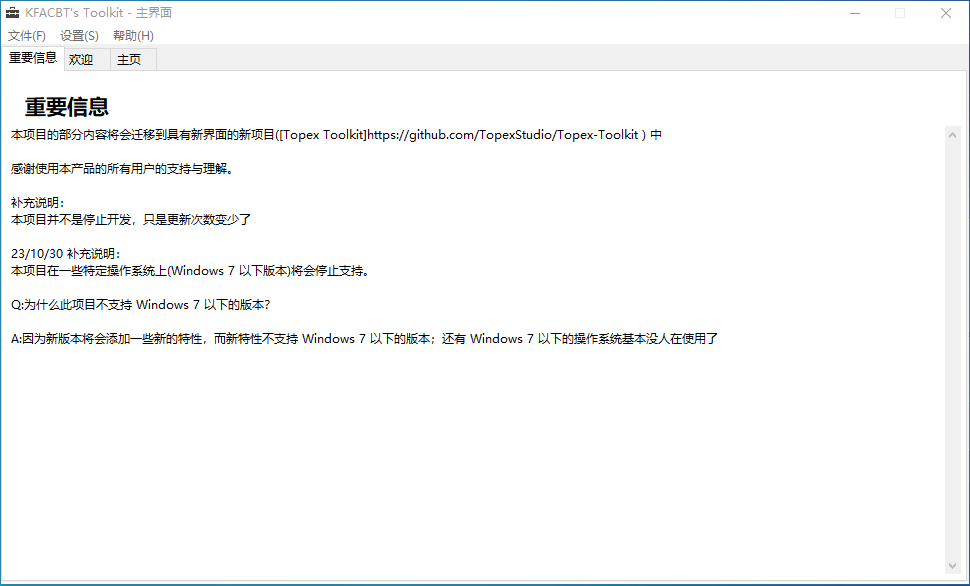 KFACBT's Toolkit - 主界面
文件(F) 设置(S) 帮助(H)
重要信息 欢迎 主页
重要信息
本项目的部分内容将会迁移到具有新界面的新项目([Topex Toolkit]https://github.com/TopexStudio/Topex-Toolkit ) 中
感谢使用本产品的所有用户的支持与理解。
补充说明：
本项目并不是停止开发，只是更新次数变少了
23/10/30 补充说明：
本项目在一些特定操作系统上(Windows 7 以下版本)将会停止支持。
Q:为什么此项目不支持 Windows 7 以下的版本?
A:因为新版本将会添加一些新的特性，而新特性不支持 Windows 7 以下的版本；还有 Windows 7 以下的操作系统基本没人在使用了